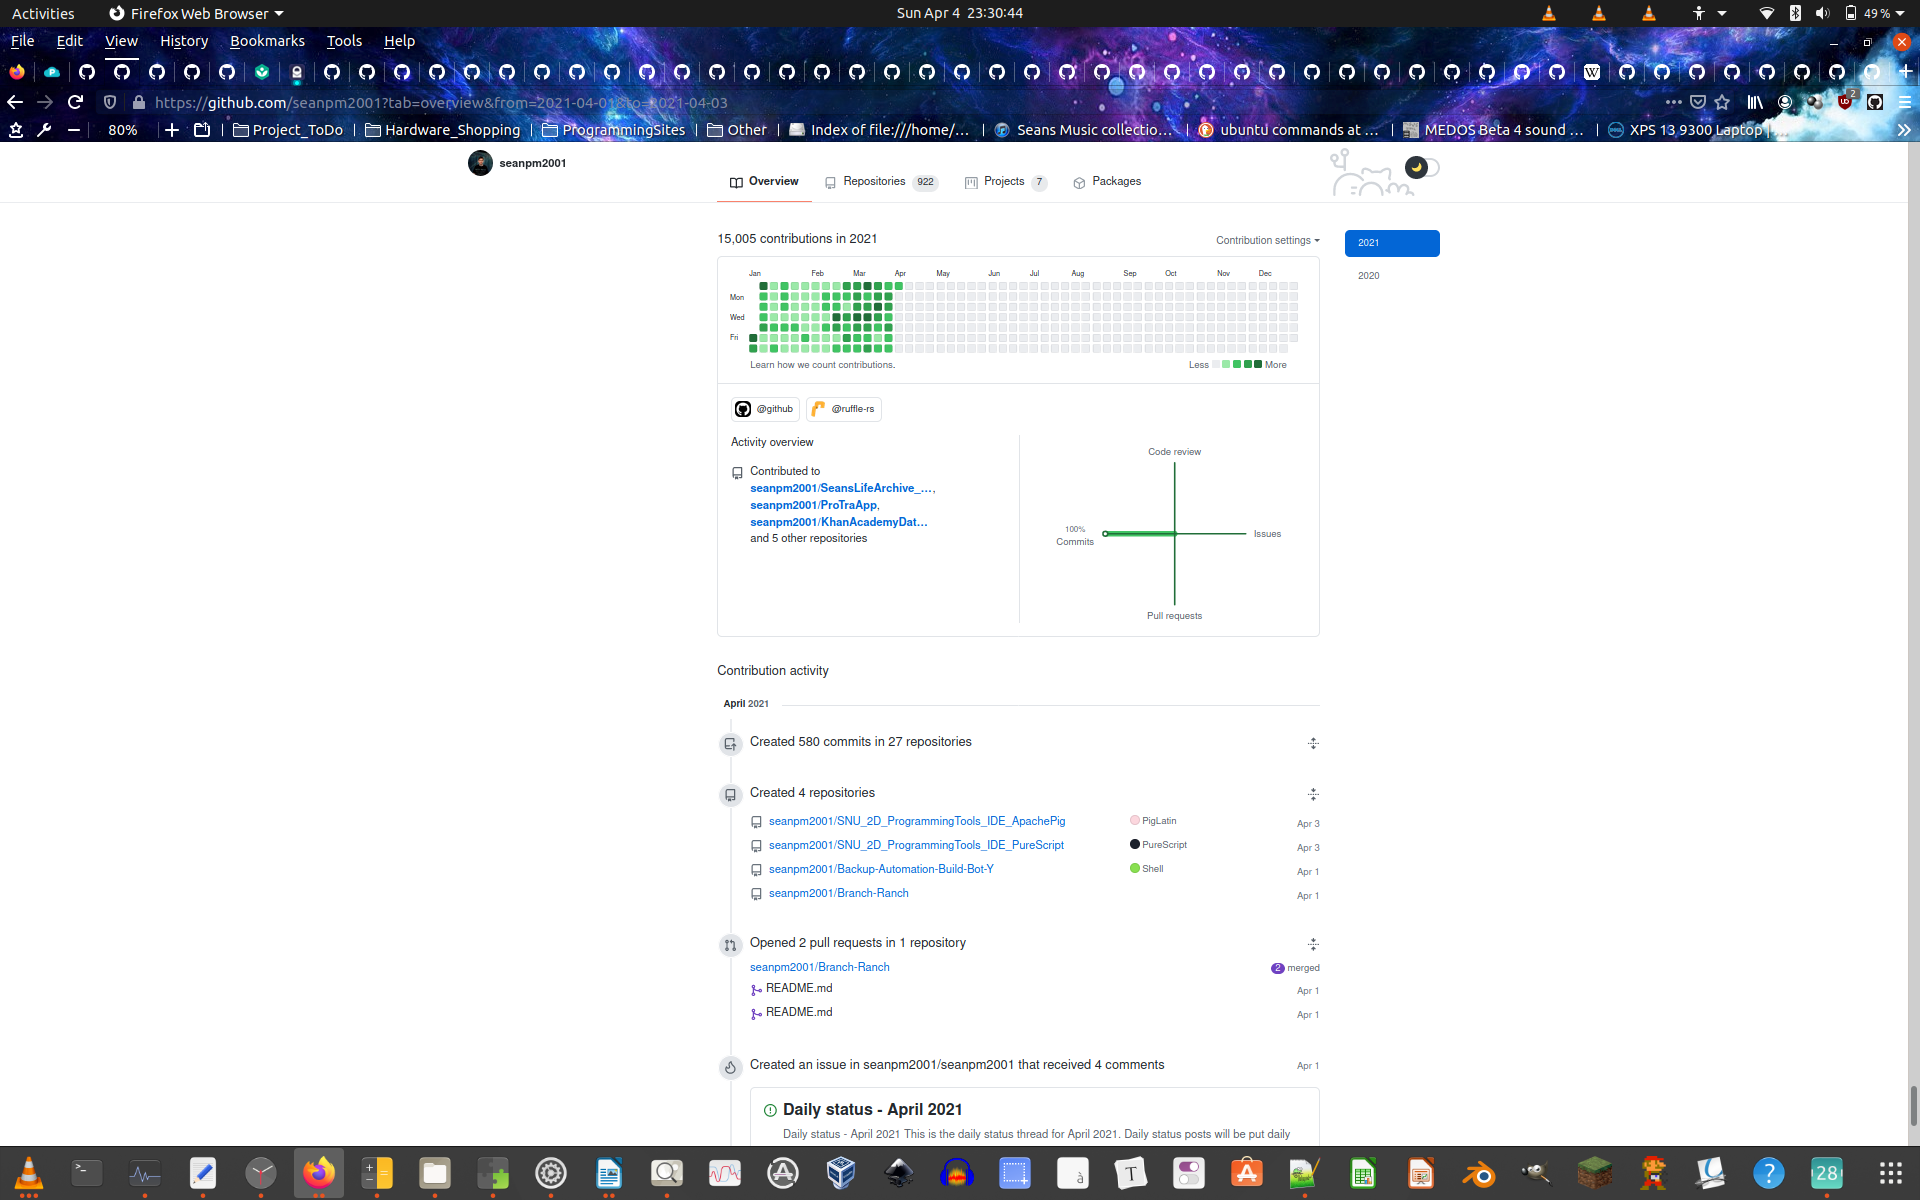 Activities Firefox Web Browser Sun Apr 4 23:30:44 49 %
File Edit View History Bookmarks Tools Help
https://github.com/seanpm2001?tab=overview&from=2021-04-01&to=2021-04-03 2
80% Project_ToDo Hardware_Shopping ProgrammingSites Other Index of file:///home/... Seans Music collectio... ubuntu commands at ... MEDOS Beta 4 sound ... XPS 13 9300 Laptop | ...
seanpm2001
Overview Repositories 922 Projects 7 Packages
15,005 contributions in 2021 Contribution settings 2021
2020
Jan Feb Mar Apr May Jun Jul Aug Sep Oct Nov Dec
Mon
Wed
Fri
Learn how we count contributions. Less More
@github @ruffle-rs
Activity overview
Contributed to
seanpm2001/SeansLifeArchive_...,
seanpm2001/ProTraApp,
seanpm2001/KhanAcademyDat...
and 5 other repositories
Code review
100%
Commits
Issues
Pull requests
Contribution activity
April 2021
Created 580 commits in 27 repositories
Created 4 repositories
seanpm2001/SNU_2D_ProgrammingTools_IDE_ApachePig PigLatin Apr 3
seanpm2001/SNU_2D_ProgrammingTools_IDE_PureScript PureScript Apr 3
seanpm2001/Backup-Automation-Build-Bot-Y Shell Apr 1
seanpm2001/Branch-Ranch Apr 1
Opened 2 pull requests in 1 repository
seanpm2001/Branch-Ranch 2 merged
README.md Apr 1
README.md Apr 1
Created an issue in seanpm2001/seanpm2001 that received 4 comments Apr 1
Daily status - April 2021
Daily status - April 2021 This is the daily status thread for April 2021. Daily status posts will be put daily
28